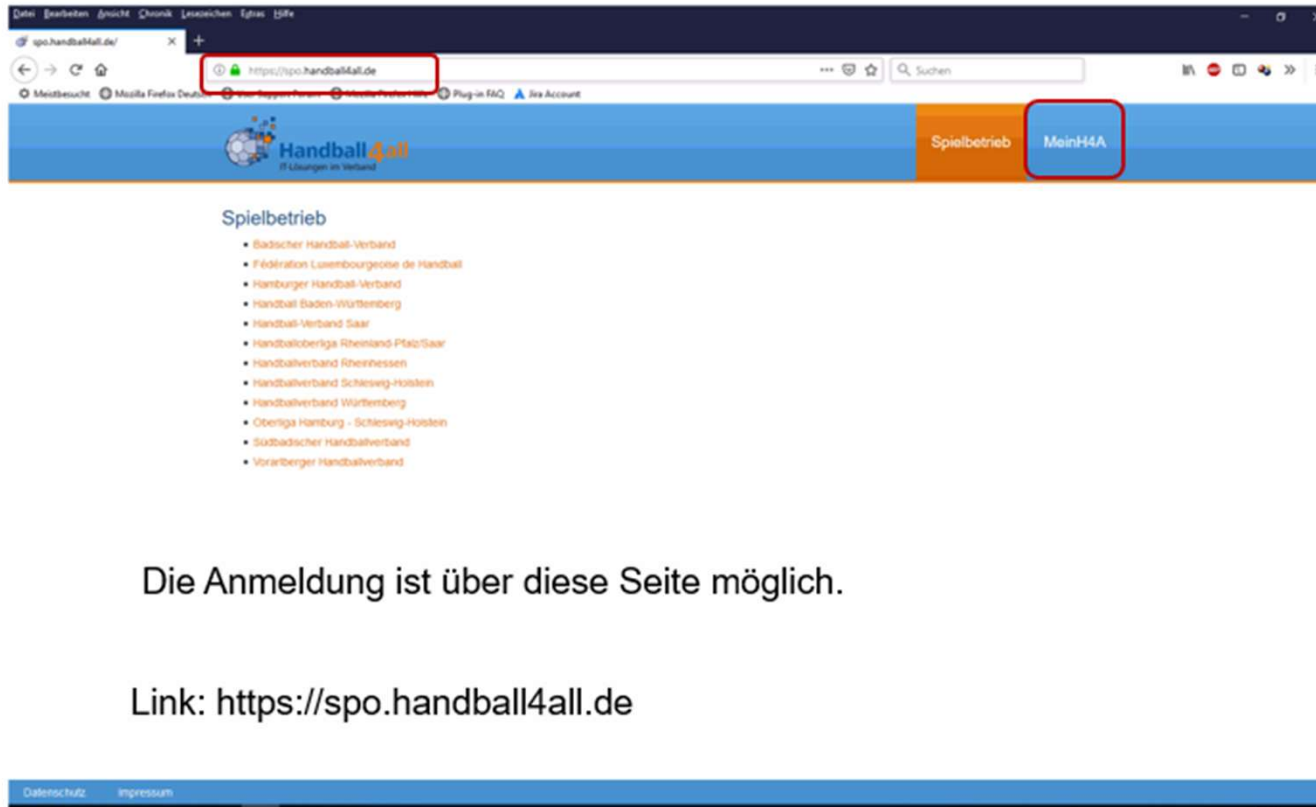 Datei Bearbeiten Ansicht Chronik Lesezeichen Extras Hilfe
spo.handball4all.de/
https://spo.handball4all.de
Suchen
Meistbesucht Mozilla Firefox Plug-in FAQ Jira Account
Handball4all
IT-Lösungen im Verband
Spielbetrieb MeinH4A
Spielbetrieb
Badischer Handball-Verband
Fédération Luxembourgeoise de Handball
Hamburger Handball-Verband
Handball Baden-Württemberg
Handball-Verband Saar
Handballoberliga Rheinland-Pfalz/Saar
Handballverband Rheinhessen
Handballverband Schleswig-Holstein
Handballverband Württemberg
Oberliga Hamburg - Schleswig-Holstein
Südbadischer Handballverband
Vorarlberger Handballverband
Die Anmeldung ist über diese Seite möglich.
Link: https://spo.handball4all.de
Datenschutz Impressum